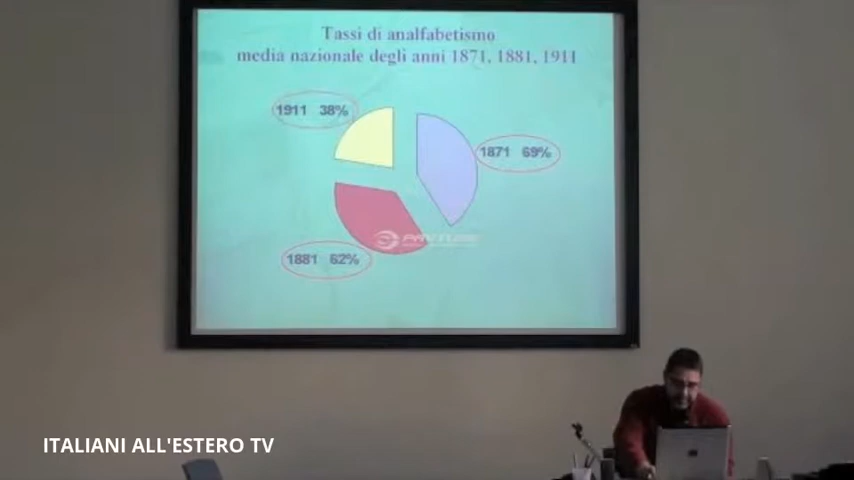 Tassi di analfabetismo
media nazionale degli anni 1871, 1881, 1911
1911 38%
1871 69%
1881 62%
ITALIANI ALL'ESTERO TV